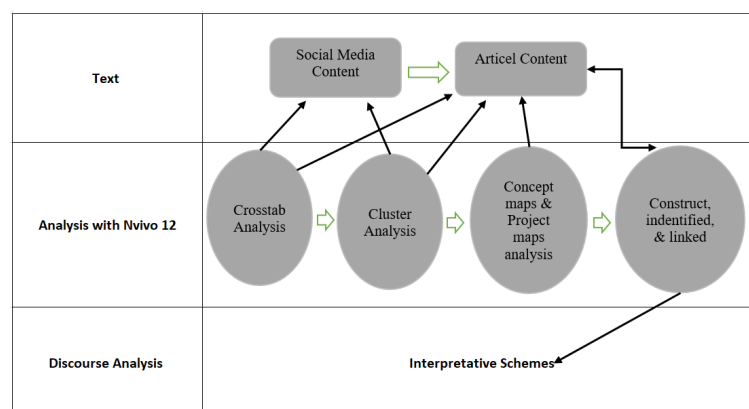 Text
Social Media
Content
Articel Content
Analysis with Nvivo 12
Crosstab
Analysis
Cluster
Analysis
Concept
maps &
Project
maps
analysis
Construct,
indentified,
& linked
Discourse Analysis
Interpretative Schemes